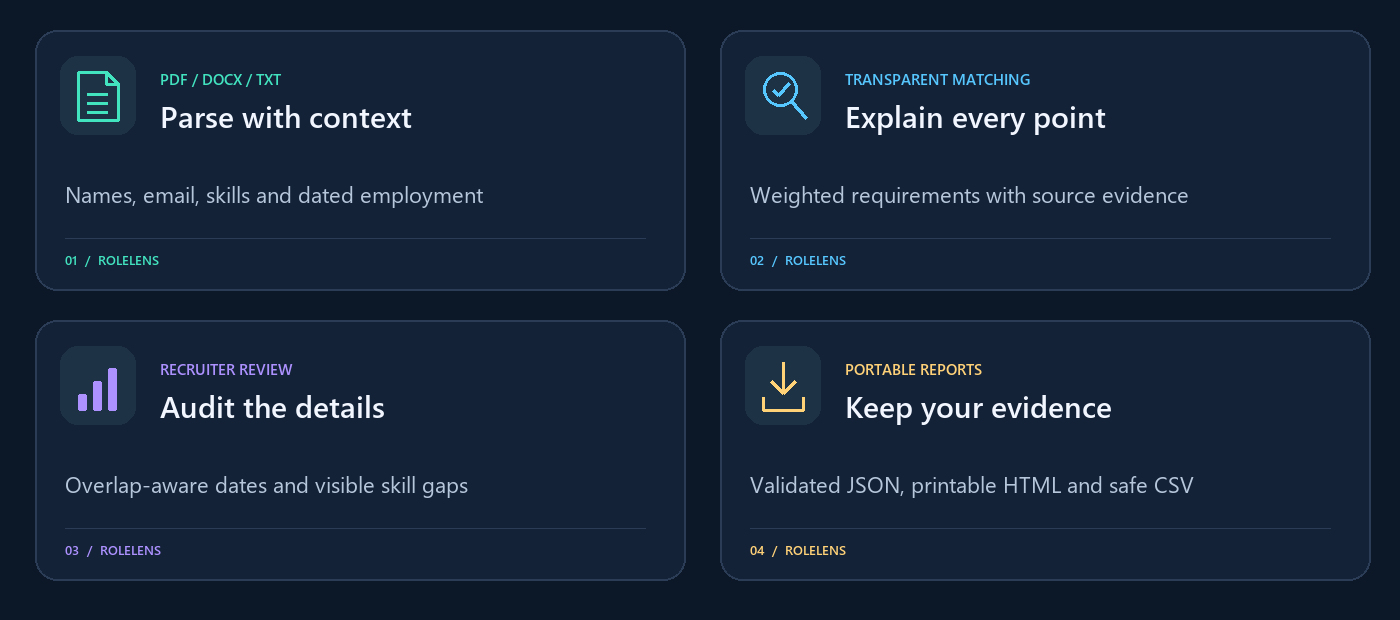 PDF / DOCX / TXT
Parse with context
Names, email, skills and dated employment
01 / ROLELENS
TRANSPARENT MATCHING
Explain every point
Weighted requirements with source evidence
02 / ROLELENS
RECRUITER REVIEW
Audit the details
Overlap-aware dates and visible skill gaps
03 / ROLELENS
PORTABLE REPORTS
Keep your evidence
Validated JSON, printable HTML and safe CSV
04 / ROLELENS